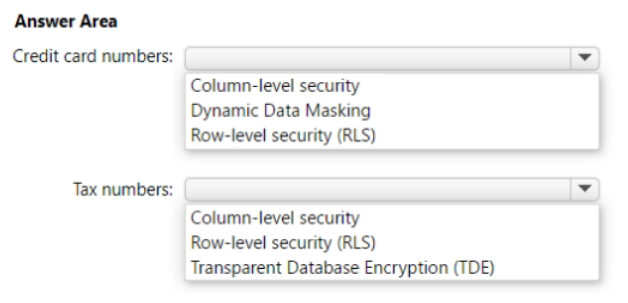 Answer Area
Credit card numbers:
Column-level security
Dynamic Data Masking
Row-level security (RLS)
Tax numbers:
Column-level security
Row-level security (RLS)
Transparent Database Encryption (TDE)